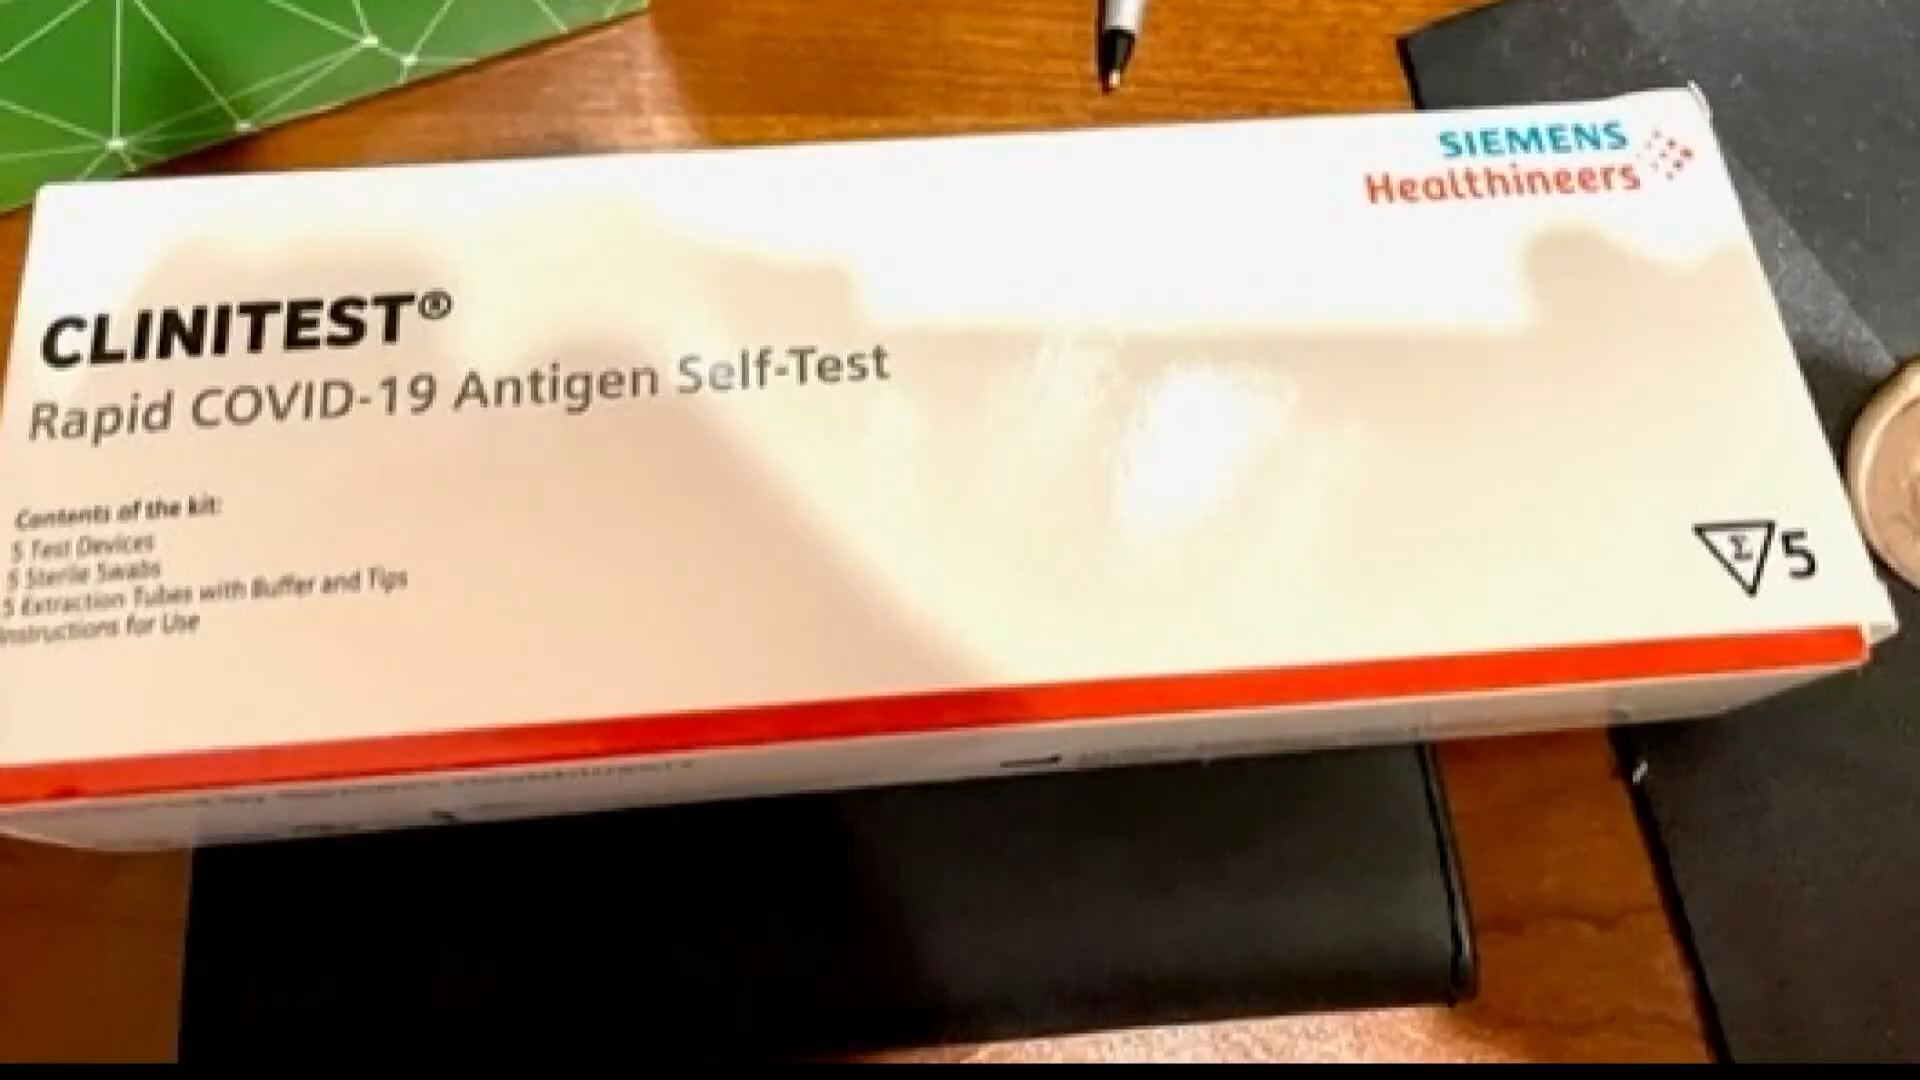 SIEMENS
Healthineers
CLINITEST®
Rapid COVID-19 Antigen Self-Test
Contents of the kit:
5 Test Devices
5 Sterile Swabs
5 Extraction Tubes with Buffer and Tips
Instructions for Use
Σ 5